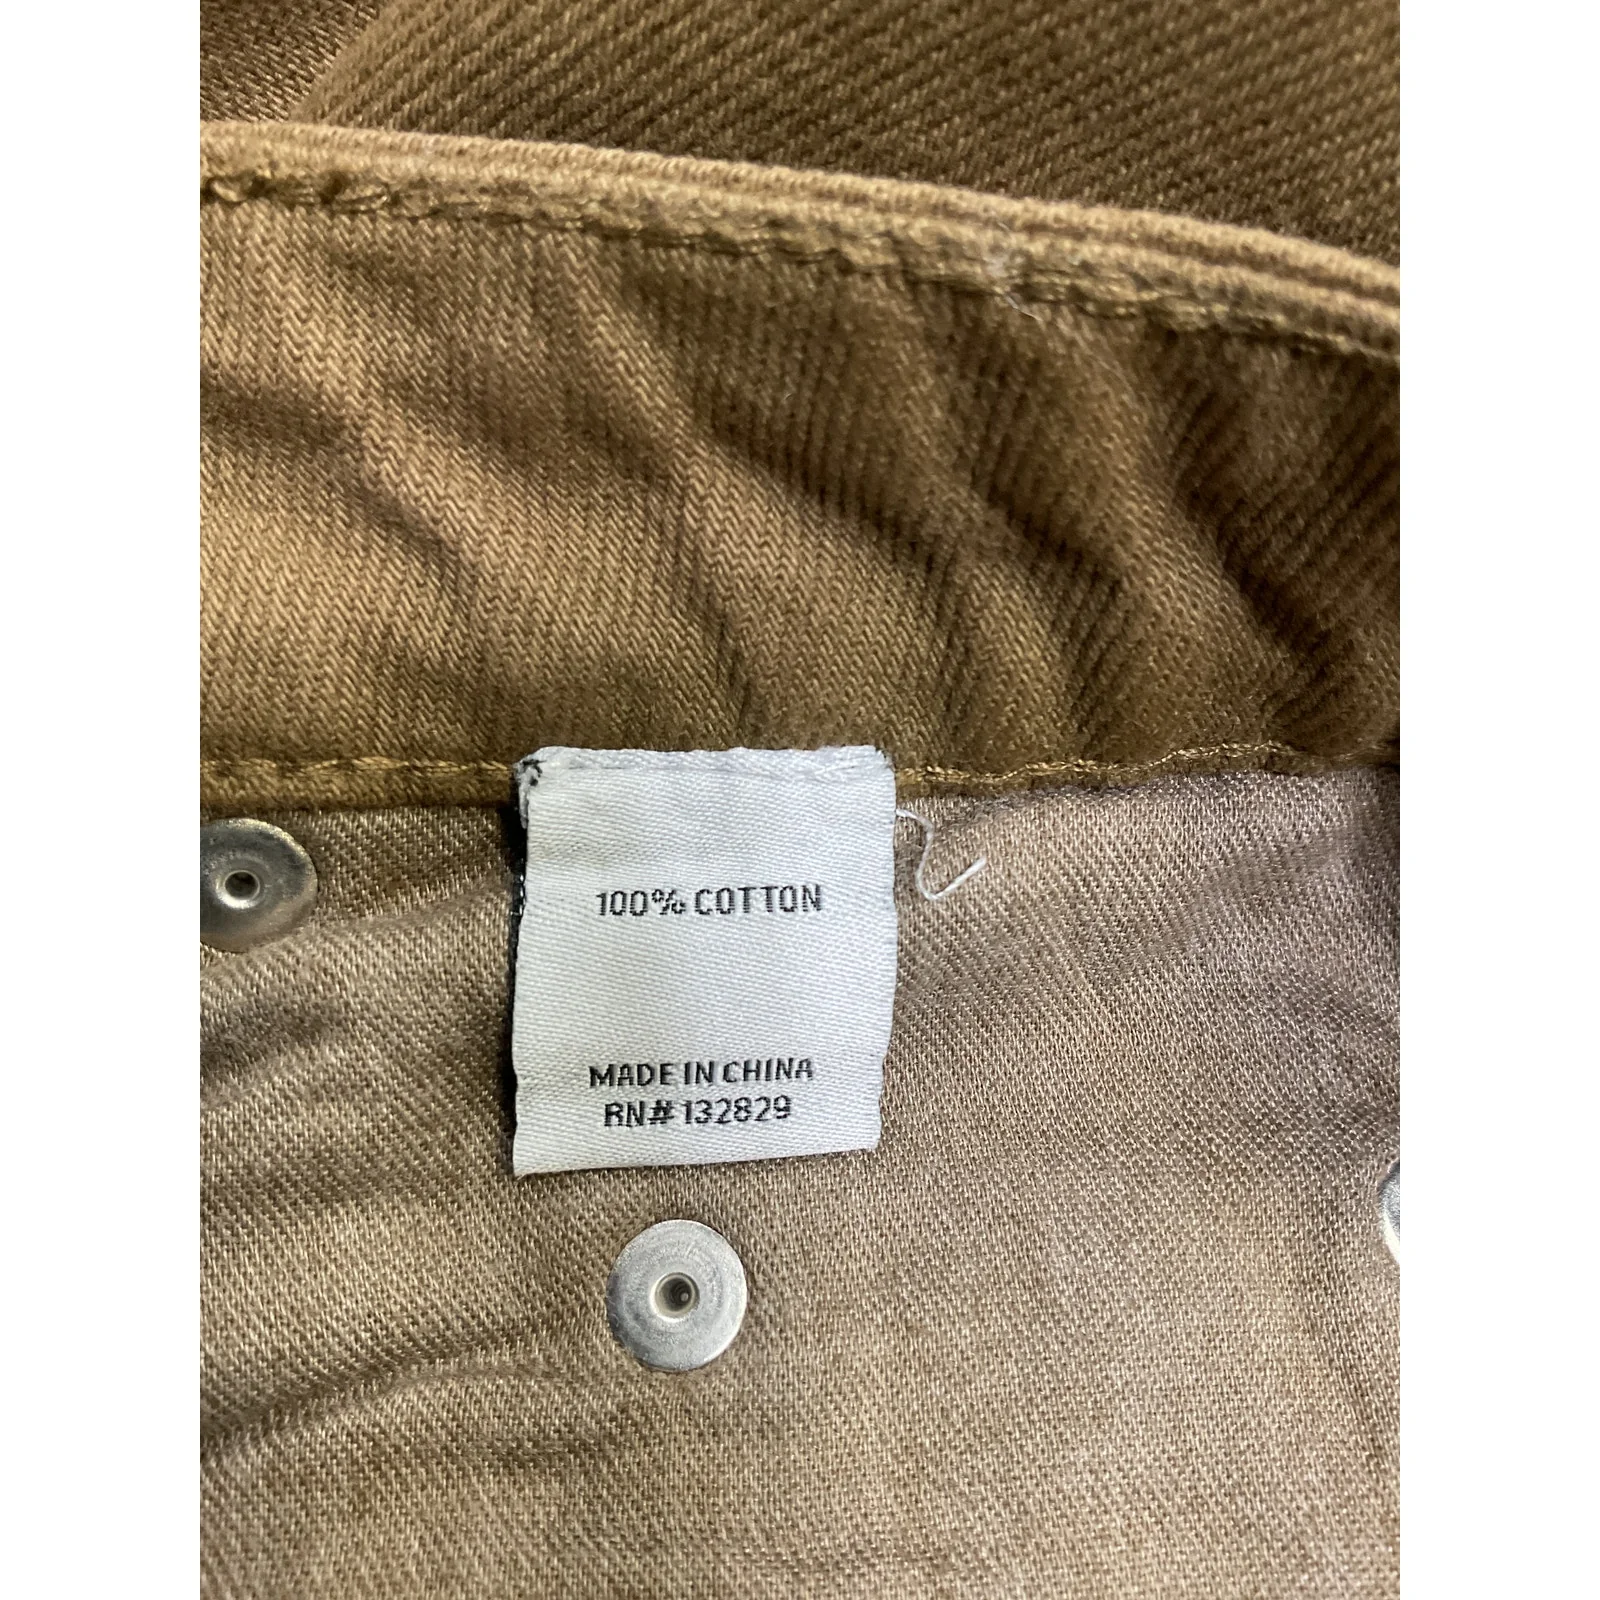 100% COTTON
MADE IN CHINA
RN# 132829